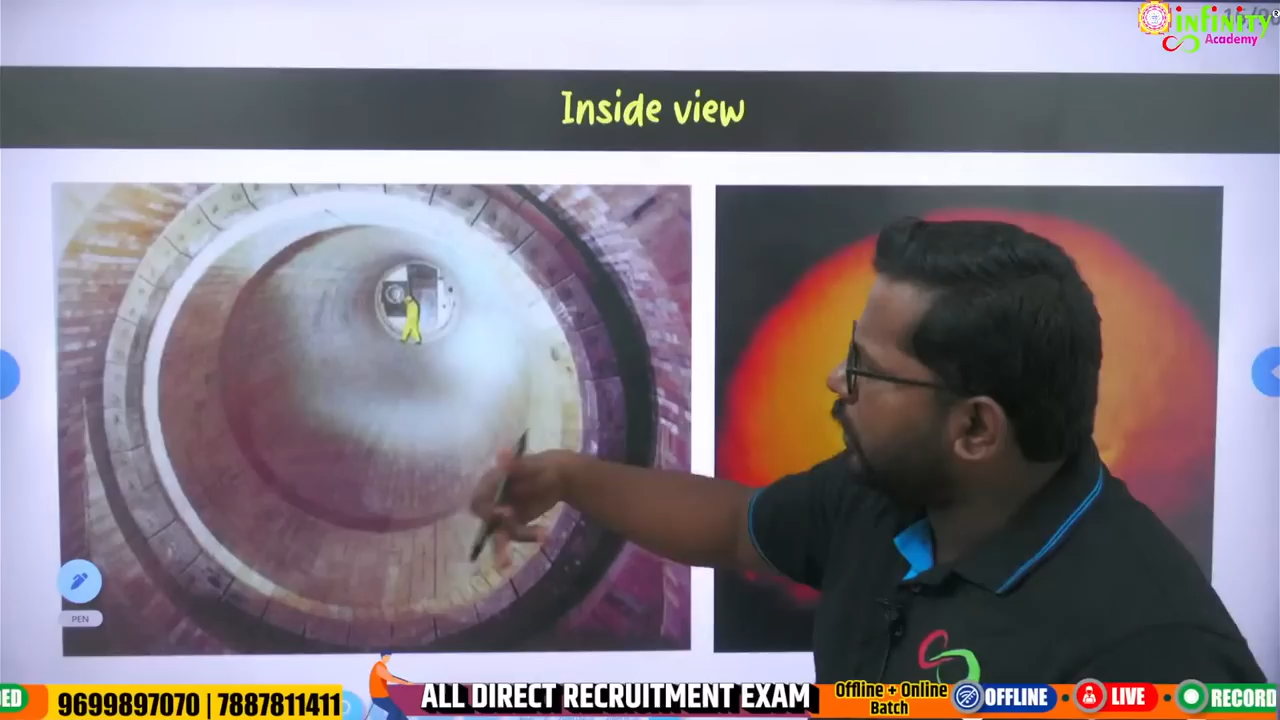 infinity
Academy
Inside view
PEN
9699897070 | 7887811411
ALL DIRECT RECRUITMENT EXAM
Offline + Online
Batch
OFFLINE
LIVE
RECORD